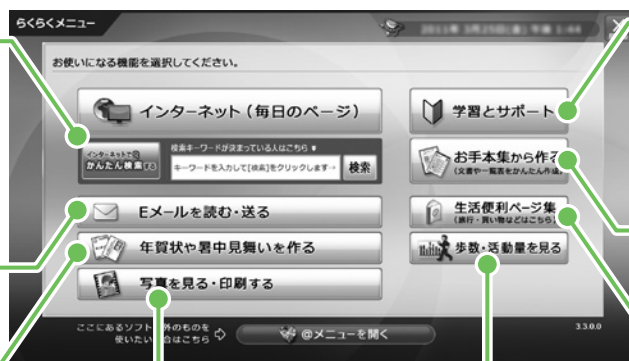 らくらくメニュー
お使いになる機能を選択してください。
インターネット（毎日のページ）
インターネットで
かんたん検索する
検索キーワードが決まっている人はこちら
キーワードを入力して[検索]をクリックします→
検索
Eメールを読む・送る
年賀状や暑中見舞いを作る
写真を見る・印刷する
学習とサポート
お手本集から作る
(文書や一覧表をかんたん作成)
生活便利ページ集
(旅行・買い物などはこちら)
歩数・活動量を見る
ここにあるソフト 外のものを
使いたい 合はこちら
@メニューを開く
3.3.0.0